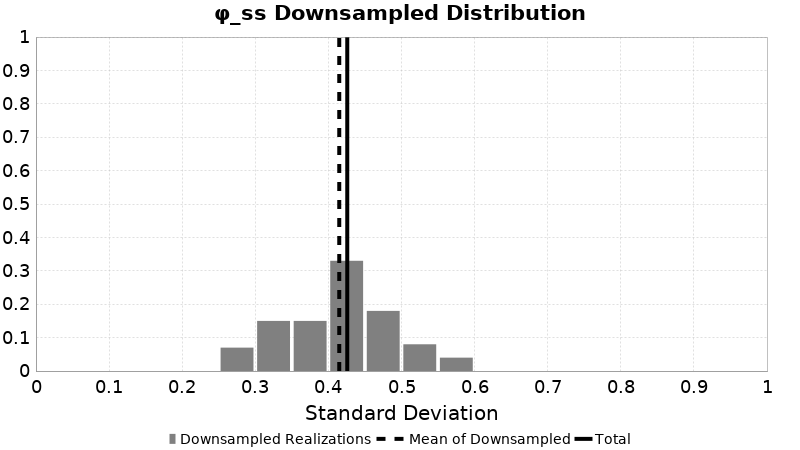 φ_ss Downsampled Distribution
1
0.9
0.8
0.7
0.6
0.5
0.4
0.3
0.2
0.1
0
0 0.1 0.2 0.3 0.4 0.5 0.6 0.7 0.8 0.9 1
Standard Deviation
Downsampled Realizations Mean of Downsampled Total